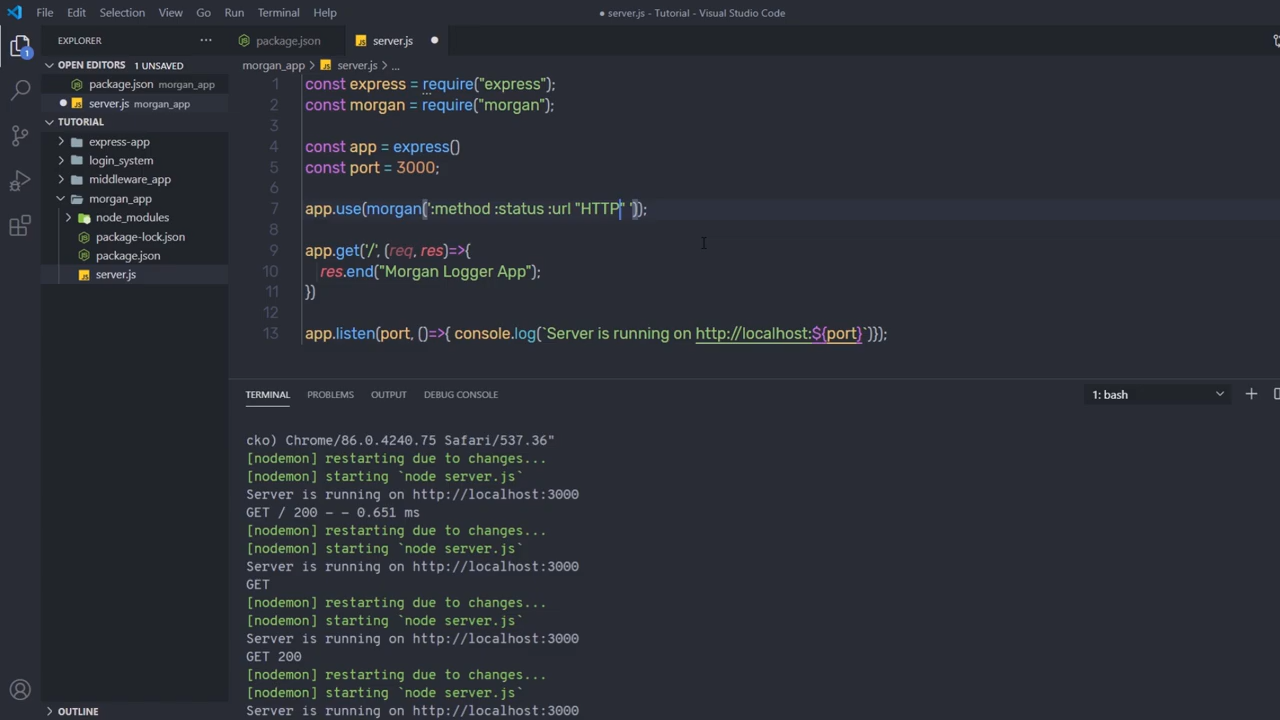 File Edit Selection View Go Run Terminal Help
● server.js - Tutorial - Visual Studio Code
EXPLORER ...
package.json
JS server.js ●
OPEN EDITORS 1 UNSAVED
package.json morgan_app
● JS server.js morgan_app
TUTORIAL
express-app
login_system
middleware_app
morgan_app
node_modules
package-lock.json
package.json
JS server.js
OUTLINE
1
morgan_app > JS server.js > ...
1 const express = require("express");
2 const morgan = require("morgan");
3
4 const app = express()
5 const port = 3000;
6
7 app.use(morgan(':method :status :url "HTTP" '));
8
9 app.get('/', (req, res)=>{
10 res.end("Morgan Logger App");
11 })
12
13 app.listen(port, ()=>{ console.log(`Server is running on http://localhost:${port}`)});
TERMINAL PROBLEMS OUTPUT DEBUG CONSOLE
1: bash
cko) Chrome/86.0.4240.75 Safari/537.36"
[nodemon] restarting due to changes...
[nodemon] starting `node server.js`
Server is running on http://localhost:3000
GET / 200 - - 0.651 ms
[nodemon] restarting due to changes...
[nodemon] starting `node server.js`
Server is running on http://localhost:3000
GET
[nodemon] restarting due to changes...
[nodemon] starting `node server.js`
Server is running on http://localhost:3000
GET 200
[nodemon] restarting due to changes...
[nodemon] starting `node server.js`
Server is running on http://localhost:3000